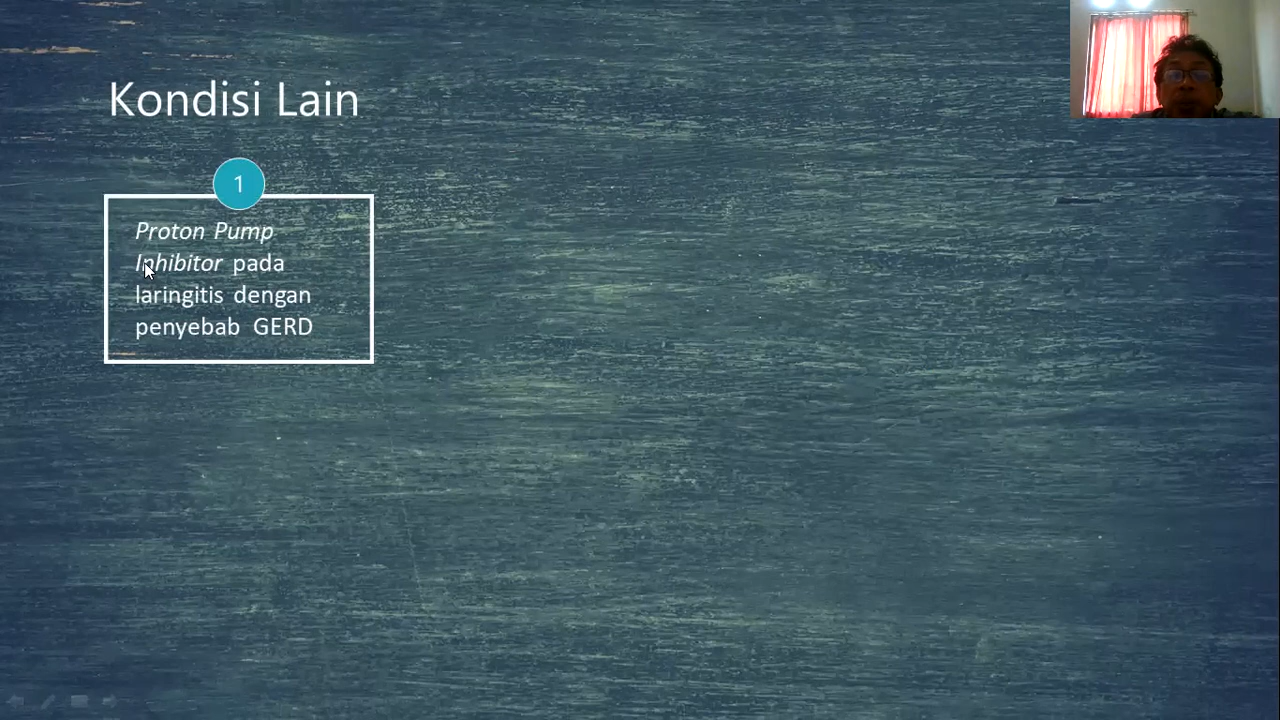 Kondisi Lain
1
Proton Pump
Inhibitor pada
laringitis dengan
penyebab GERD